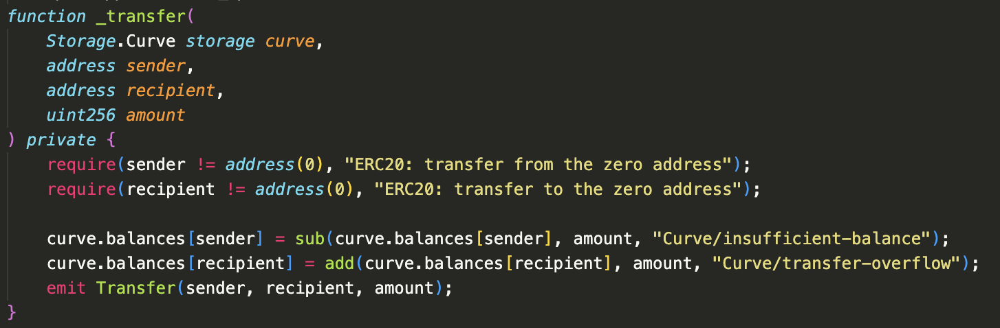 function _transfer(
    Storage.Curve storage curve,
    address sender,
    address recipient,
    uint256 amount
) private {
    require(sender != address(0), "ERC20: transfer from the zero address");
    require(recipient != address(0), "ERC20: transfer to the zero address");

    curve.balances[sender] = sub(curve.balances[sender], amount, "Curve/insufficient-balance");
    curve.balances[recipient] = add(curve.balances[recipient], amount, "Curve/transfer-overflow");
    emit Transfer(sender, recipient, amount);
}